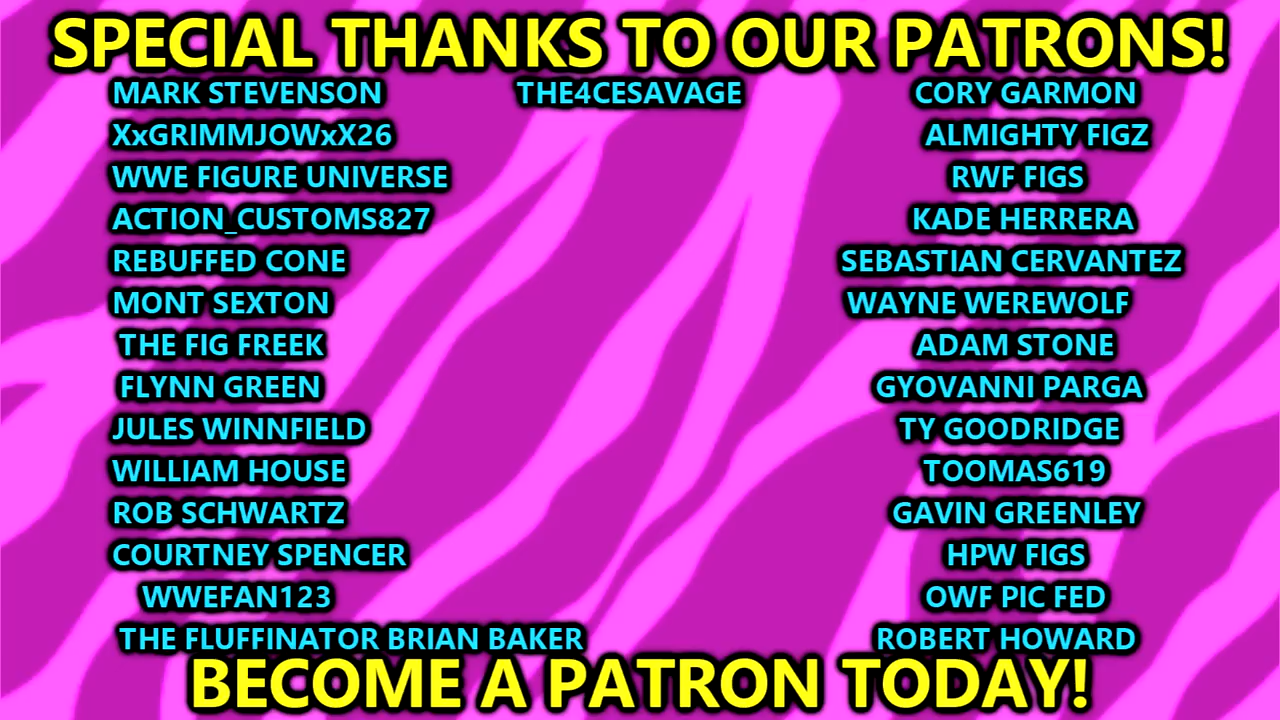 SPECIAL THANKS TO OUR PATRONS!
MARK STEVENSON
XxGRIMMJOWxX26
WWE FIGURE UNIVERSE
ACTION_CUSTOMS827
REBUFFED CONE
MONT SEXTON
THE FIG FREEK
FLYNN GREEN
JULES WINNFIELD
WILLIAM HOUSE
ROB SCHWARTZ
COURTNEY SPENCER
WWEFAN123
THE FLUFFINATOR BRIAN BAKER
THE4CESAVAGE
CORY GARMON
ALMIGHTY FIGZ
RWF FIGS
KADE HERRERA
SEBASTIAN CERVANTEZ
WAYNE WEREWOLF
ADAM STONE
GYOVANNI PARGA
TY GOODRIDGE
TOOMAS619
GAVIN GREENLEY
HPW FIGS
OWF PIC FED
ROBERT HOWARD
BECOME A PATRON TODAY!